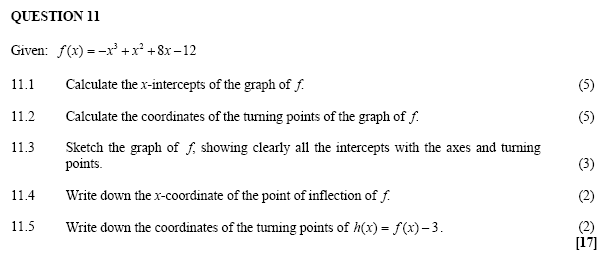 QUESTION 11
Given: f(x) = −x³ + x² + 8x − 12
11.1 Calculate the x-intercepts of the graph of f. (5)
11.2 Calculate the coordinates of the turning points of the graph of f. (5)
11.3 Sketch the graph of f, showing clearly all the intercepts with the axes and turning
points. (3)
11.4 Write down the x-coordinate of the point of inflection of f. (2)
11.5 Write down the coordinates of the turning points of h(x) = f(x) − 3. (2)
[17]